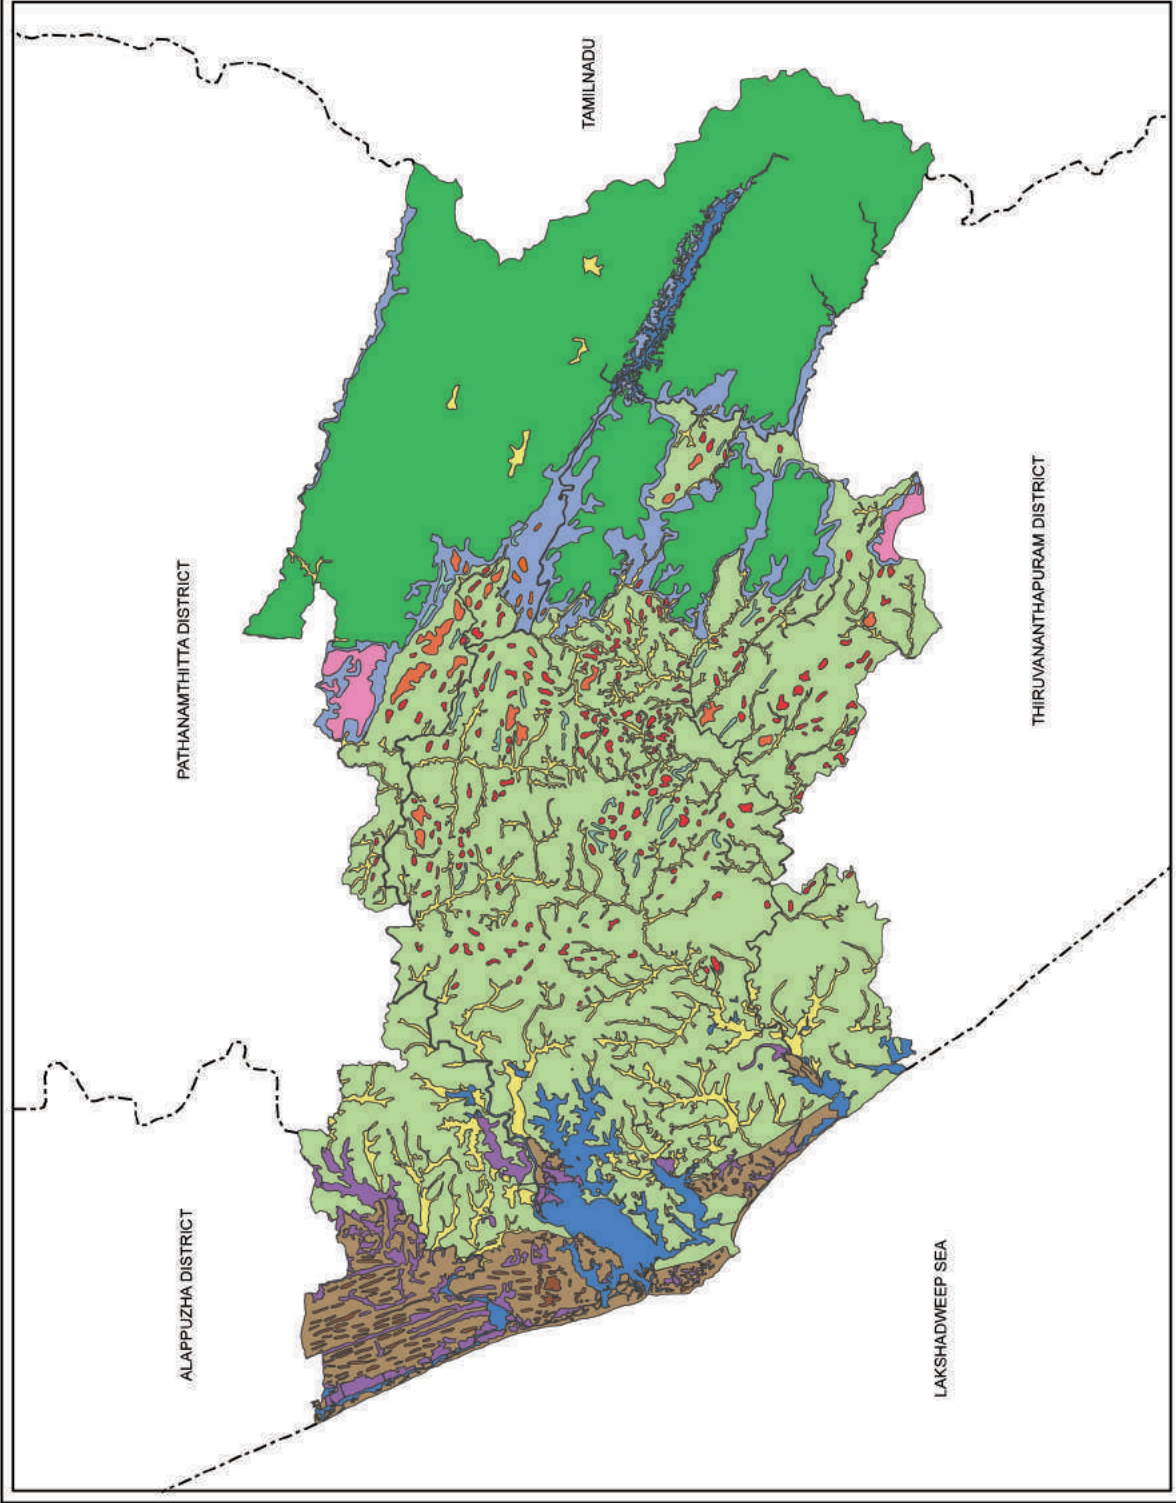 TAMILNADU
PATHANAMTHITTA DISTRICT
THIRUVANANTHAPURAM DISTRICT
ALAPPUZHA DISTRICT
LAKSHADWEEP SEA